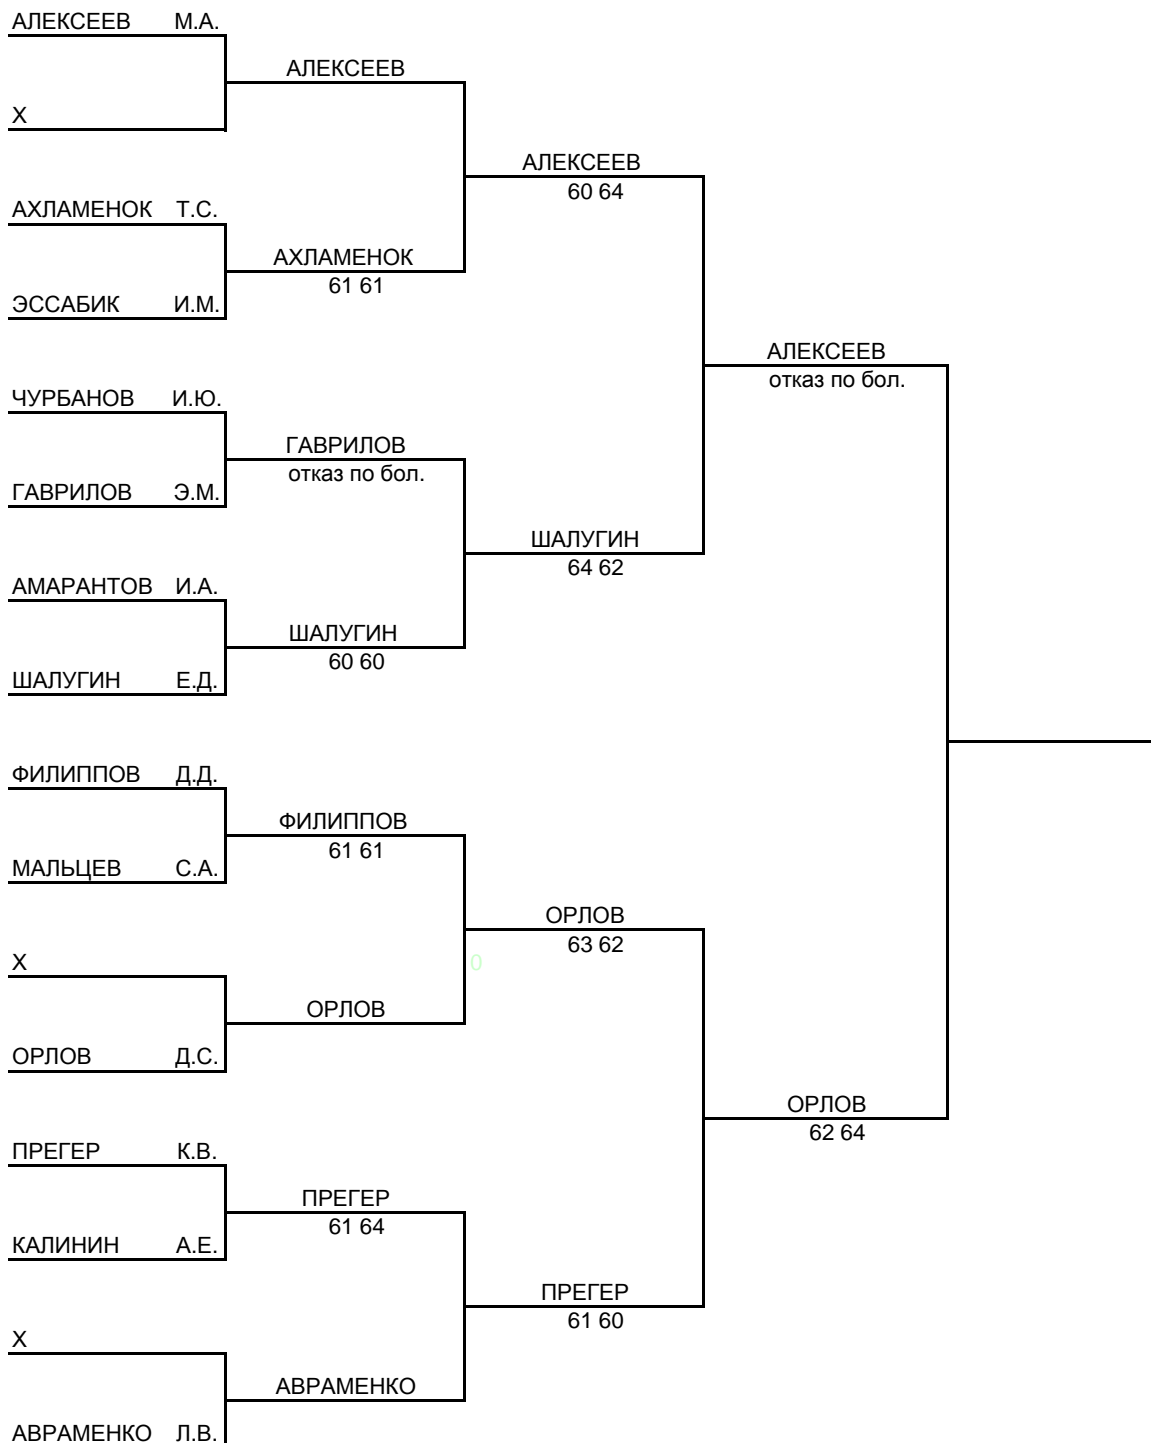 АЛЕКСЕЕВ М.А.
АЛЕКСЕЕВ
Х
АЛЕКСЕЕВ
60 64
АХЛАМЕНОК Т.С.
АХЛАМЕНОК
61 61
ЭССАБИК И.М.
АЛЕКСЕЕВ
отказ по бол.
ЧУРБАНОВ И.Ю.
ГАВРИЛОВ
отказ по бол.
ГАВРИЛОВ Э.М.
ШАЛУГИН
64 62
АМАРАНТОВ И.А.
ШАЛУГИН
60 60
ШАЛУГИН Е.Д.
ФИЛИППОВ Д.Д.
ФИЛИППОВ
61 61
МАЛЬЦЕВ С.А.
ОРЛОВ
63 62
Х
0
ОРЛОВ
ОРЛОВ Д.С.
ОРЛОВ
62 64
ПРЕГЕР К.В.
ПРЕГЕР
61 64
КАЛИНИН А.Е.
ПРЕГЕР
61 60
Х
АВРАМЕНКО
АВРАМЕНКО Л.В.